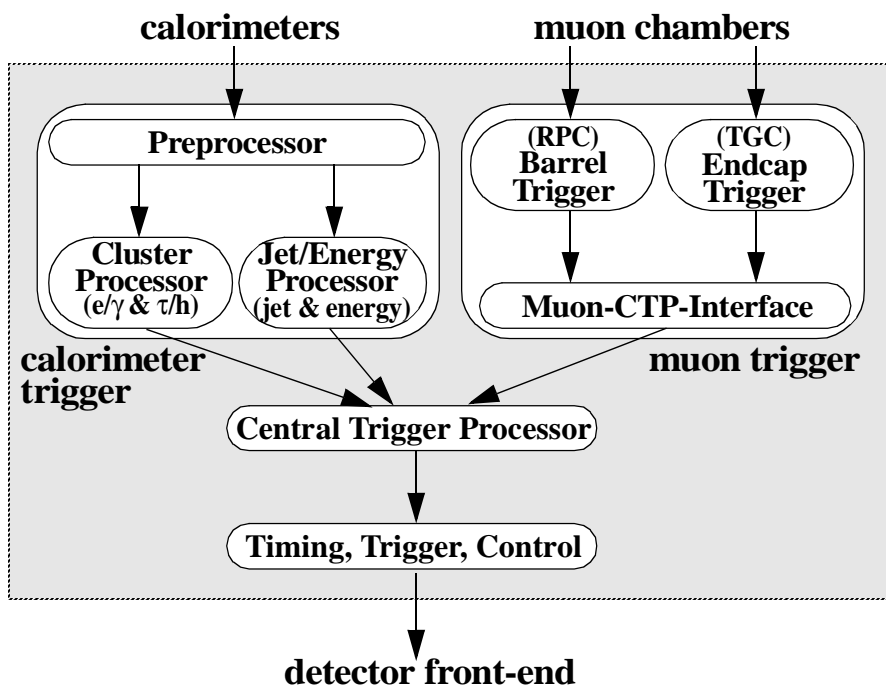 calorimeters
muon chambers
Preprocessor
(RPC)
Barrel
Trigger
(TGC)
Endcap
Trigger
Cluster
Processor
(e/γ & τ/h)
Jet/Energy
Processor
(jet & energy)
Muon-CTP-Interface
calorimeter
trigger
muon trigger
Central Trigger Processor
Timing, Trigger, Control
detector front-end